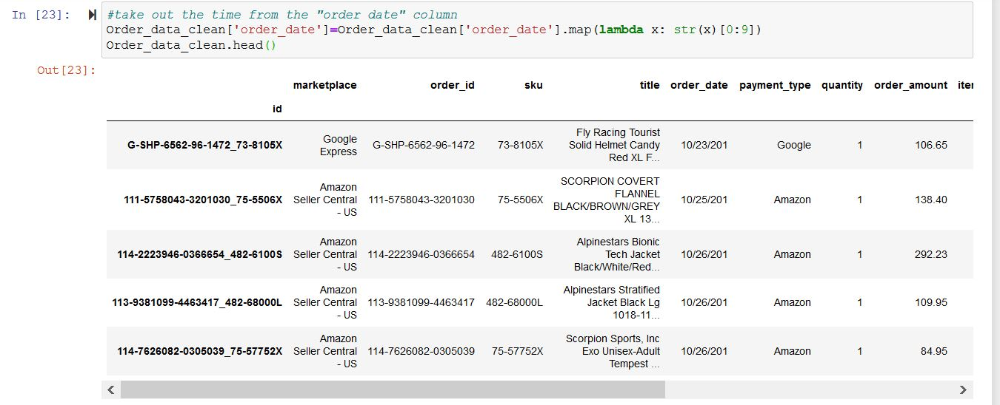 In [23]:
#take out the time from the "order date" column
Order_data_clean['order_date']=Order_data_clean['order_date'].map(lambda x: str(x)[0:9])
Order_data_clean.head()
Out[23]:
marketplace order_id sku title order_date payment_type quantity order_amount iter
id
G-SHP-6562-96-1472_73-8105X Google Express G-SHP-6562-96-1472 73-8105X Fly Racing Tourist Solid Helmet Candy Red XL F... 10/23/201 Google 1 106.65
111-5758043-3201030_75-5506X Amazon Seller Central - US 111-5758043-3201030 75-5506X SCORPION COVERT FLANNEL BLACK/BROWN/GREY XL 13... 10/25/201 Amazon 1 138.40
114-2223946-0366654_482-6100S Amazon Seller Central - US 114-2223946-0366654 482-6100S Alpinestars Bionic Tech Jacket Black/White/Red... 10/26/201 Amazon 1 292.23
113-9381099-4463417_482-68000L Amazon Seller Central - US 113-9381099-4463417 482-68000L Alpinestars Stratified Jacket Black Lg 1018-11... 10/26/201 Amazon 1 109.95
114-7626082-0305039_75-57752X Amazon Seller Central - US 114-7626082-0305039 75-57752X Scorpion Sports, Inc Exo Unisex-Adult Tempest ... 10/26/201 Amazon 1 84.95